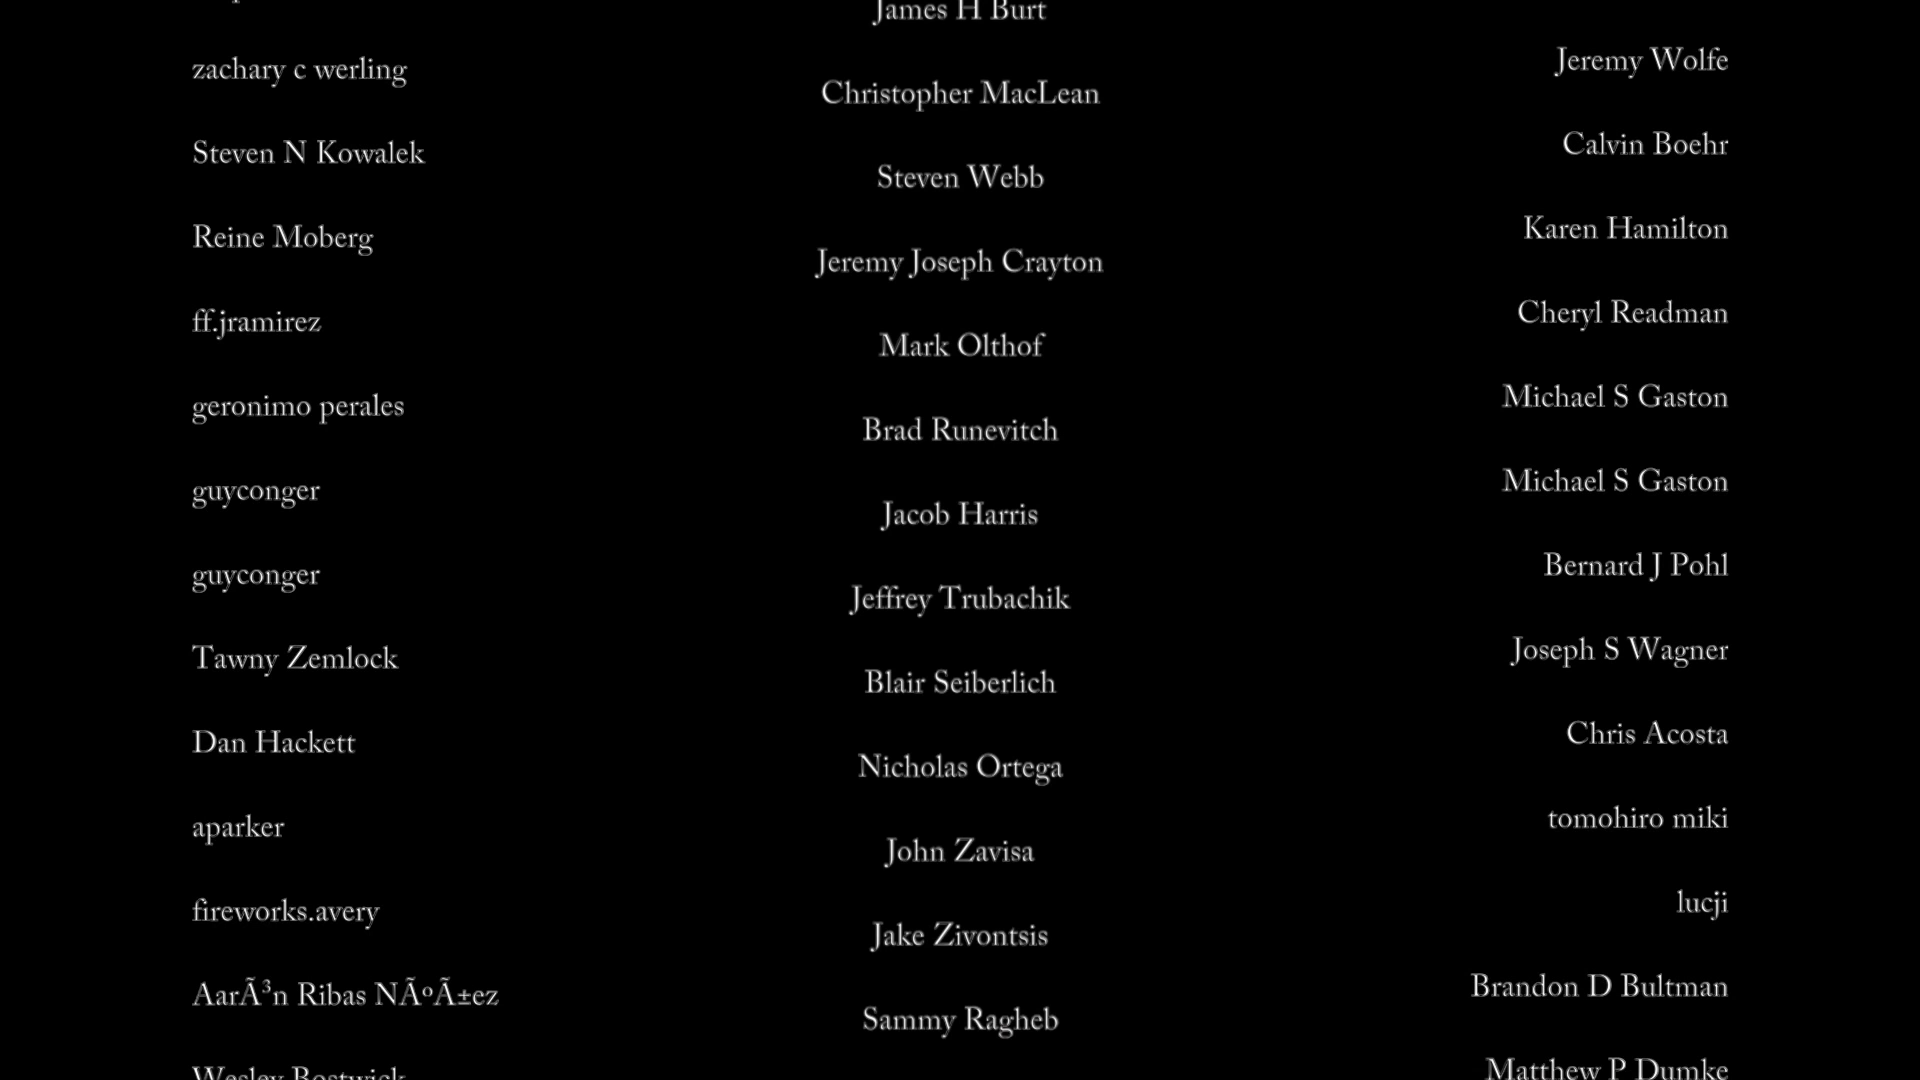 zachary c werling
Steven N Kowalek
Reine Moberg
ff.jramirez
geronimo perales
guyconger
guyconger
Tawny Zemlock
Dan Hackett
aparker
fireworks.avery
AarÃ³n Ribas NÃºÃ±ez
Wesley Bostwick
James H Burt
Christopher MacLean
Steven Webb
Jeremy Joseph Crayton
Mark Olthof
Brad Runevitch
Jacob Harris
Jeffrey Trubachik
Blair Seiberlich
Nicholas Ortega
John Zavisa
Jake Zivontsis
Sammy Ragheb
Jeremy Wolfe
Calvin Boehr
Karen Hamilton
Cheryl Readman
Michael S Gaston
Michael S Gaston
Bernard J Pohl
Joseph S Wagner
Chris Acosta
tomohiro miki
lucji
Brandon D Bultman
Matthew P Dumke